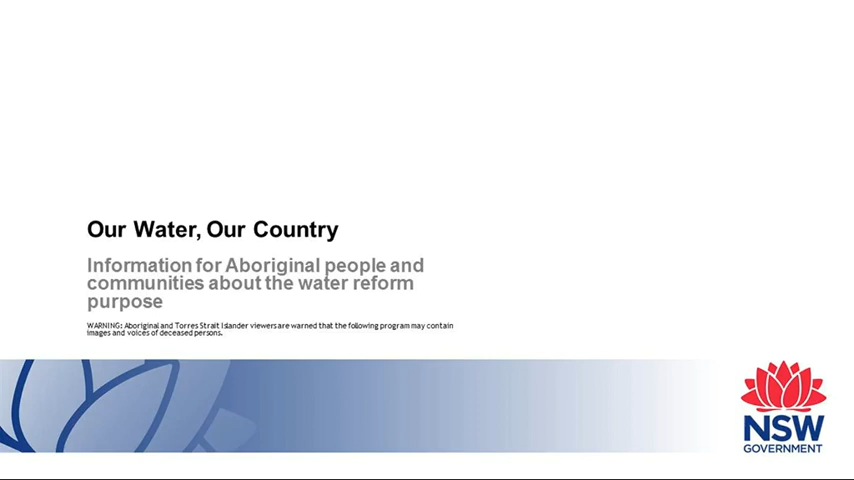 Our Water, Our Country
Information for Aboriginal people and
communities about the water reform
purpose
WARNING: Aboriginal and Torres Strait Islander viewers are warned that the following program may contain
images and voices of deceased persons.
NSW
GOVERNMENT